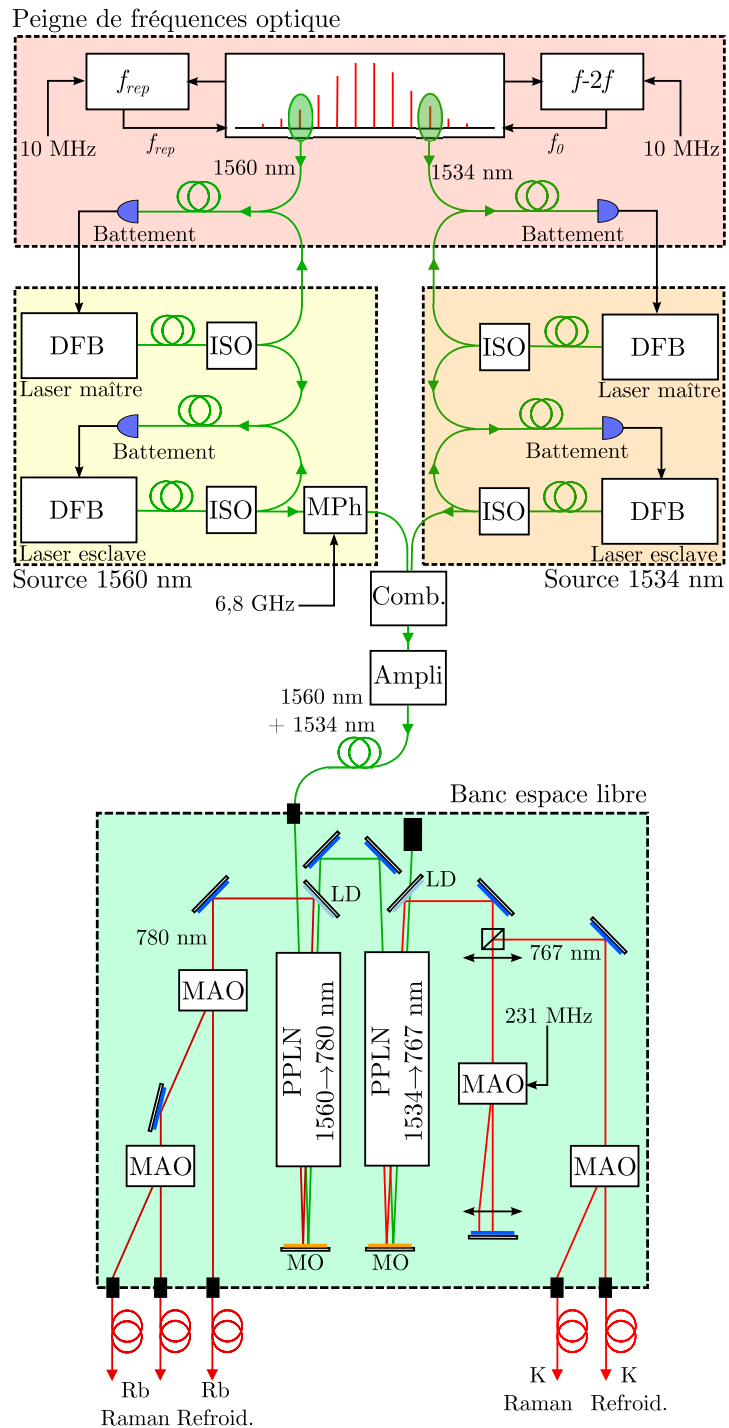 Peigne de fréquences optique
f_rep
f-2f
10 MHz
f_rep
f_0
10 MHz
1560 nm
1534 nm
Battement
Battement
DFB
ISO
ISO
DFB
Laser maître
Laser maître
Battement
Battement
DFB
ISO
MPh
ISO
DFB
Laser esclave
Laser esclave
Source 1560 nm
Source 1534 nm
6,8 GHz
Comb.
Ampli
1560 nm
+ 1534 nm
Banc espace libre
LD
LD
780 nm
767 nm
MAO
PPLN
1560→780 nm
PPLN
1534→767 nm
231 MHz
MAO
MAO
MAO
MO
MO
Rb
Raman
Rb
Refroid.
K
Raman
K
Refroid.